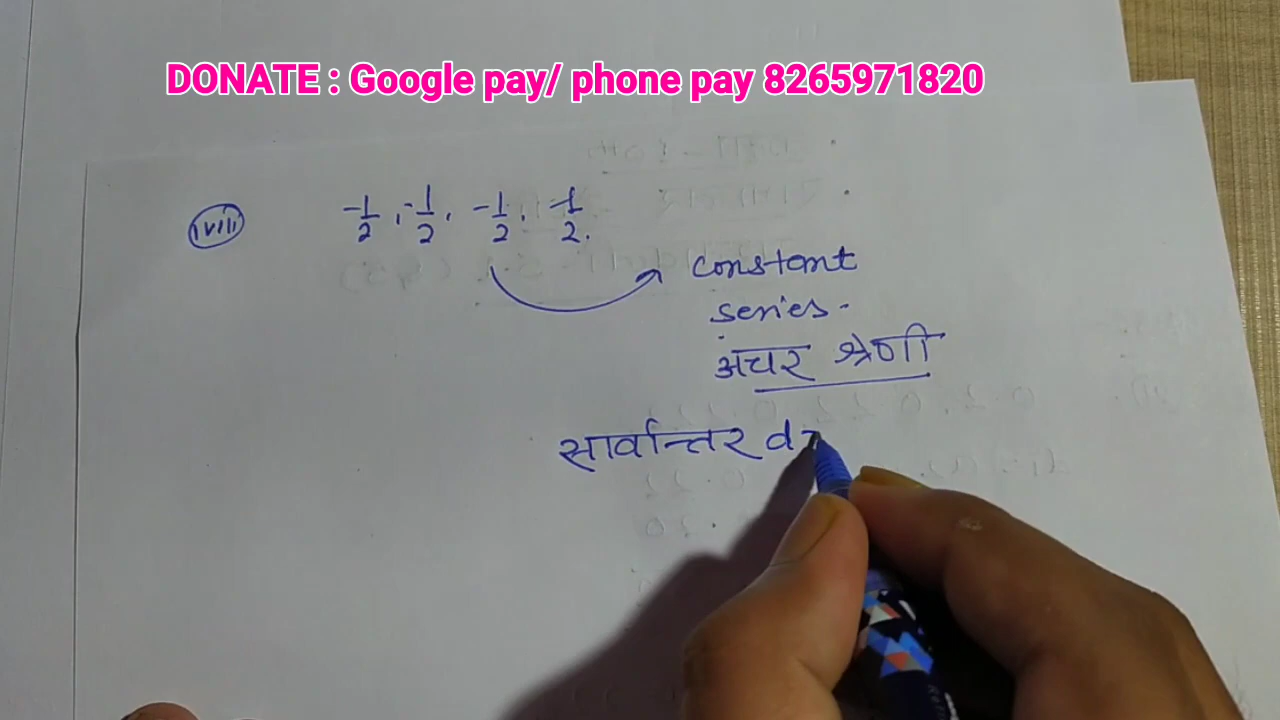 DONATE : Google pay/ phone pay 8265971820
(viii) -1/2, -1/2, -1/2, -1/2.
constant
series-
अचर श्रेणी
सार्वान्तर d=